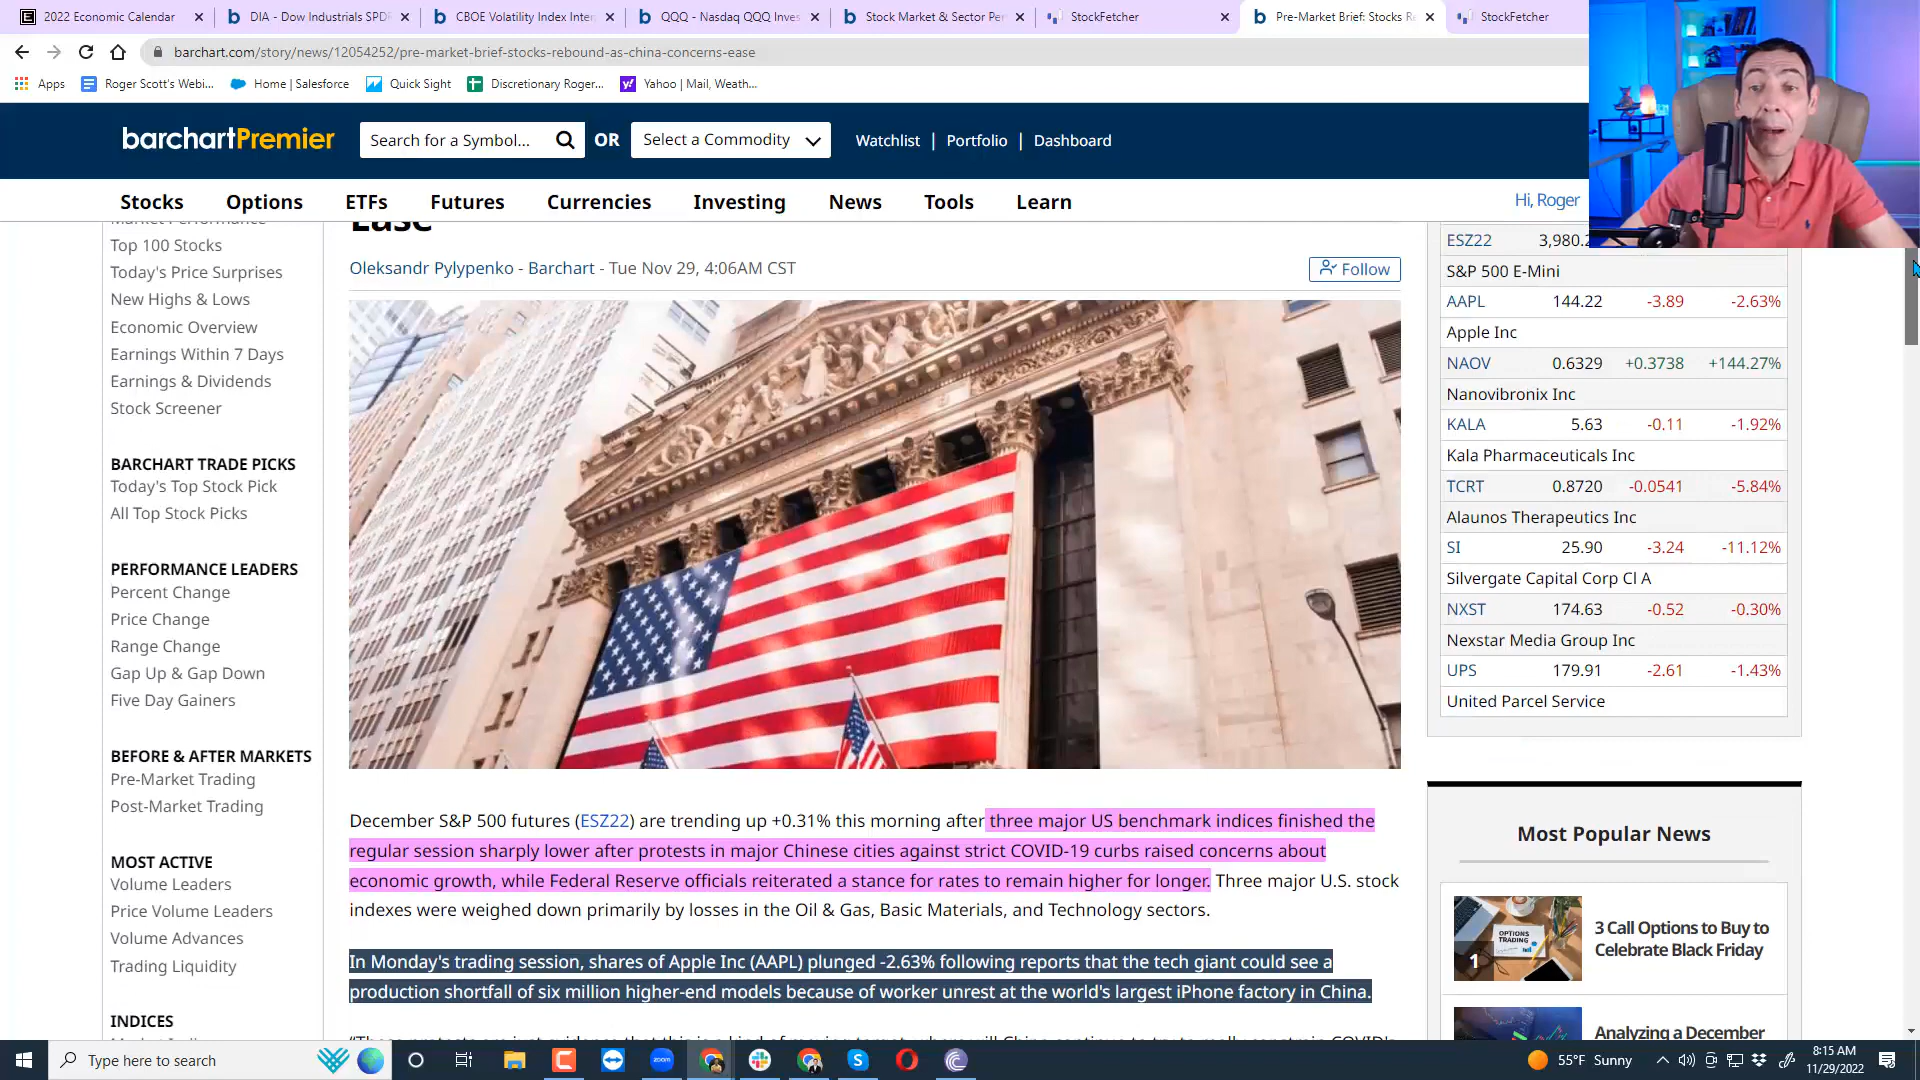 2022 Economic Calendar
DIA - Dow Industrials SPDR
CBOE Volatility Index Inter
QQQ - Nasdaq QQQ Inves
Stock Market & Sector Per
StockFetcher
Pre-Market Brief: Stocks Re
StockFetcher
barchart.com/story/news/12054252/pre-market-brief-stocks-rebound-as-china-concerns-ease
Apps
Roger Scott's Webi...
Home | Salesforce
Quick Sight
Discretionary Roger...
Yahoo | Mail, Weath...
barchartPremier
Search for a Symbol...
OR
Select a Commodity
Watchlist | Portfolio | Dashboard
Stocks Options ETFs Futures Currencies Investing News Tools Learn
Hi, Roger
Market Performance
Top 100 Stocks
Today's Price Surprises
New Highs & Lows
Economic Overview
Earnings Within 7 Days
Earnings & Dividends
Stock Screener
BARCHART TRADE PICKS
Today's Top Stock Pick
All Top Stock Picks
PERFORMANCE LEADERS
Percent Change
Price Change
Range Change
Gap Up & Gap Down
Five Day Gainers
BEFORE & AFTER MARKETS
Pre-Market Trading
Post-Market Trading
MOST ACTIVE
Volume Leaders
Price Volume Leaders
Volume Advances
Trading Liquidity
INDICES
Ease
Oleksandr Pylypenko - Barchart - Tue Nov 29, 4:06AM CST
Follow
December S&P 500 futures (ESZ22) are trending up +0.31% this morning after three major US benchmark indices finished the
regular session sharply lower after protests in major Chinese cities against strict COVID-19 curbs raised concerns about
economic growth, while Federal Reserve officials reiterated a stance for rates to remain higher for longer. Three major U.S. stock
indexes were weighed down primarily by losses in the Oil & Gas, Basic Materials, and Technology sectors.
In Monday's trading session, shares of Apple Inc (AAPL) plunged -2.63% following reports that the tech giant could see a
production shortfall of six million higher-end models because of worker unrest at the world's largest iPhone factory in China.
ESZ22 3,980.2
S&P 500 E-Mini
AAPL 144.22 -3.89 -2.63%
Apple Inc
NAOV 0.6329 +0.3738 +144.27%
Nanovibronix Inc
KALA 5.63 -0.11 -1.92%
Kala Pharmaceuticals Inc
TCRT 0.8720 -0.0541 -5.84%
Alaunos Therapeutics Inc
SI 25.90 -3.24 -11.12%
Silvergate Capital Corp Cl A
NXST 174.63 -0.52 -0.30%
Nexstar Media Group Inc
UPS 179.91 -2.61 -1.43%
United Parcel Service
Most Popular News
OPTIONS
TRADING
1
3 Call Options to Buy to
Celebrate Black Friday
Analyzing a December
Type here to search
zoom
55°F Sunny
8:15 AM
11/29/2022